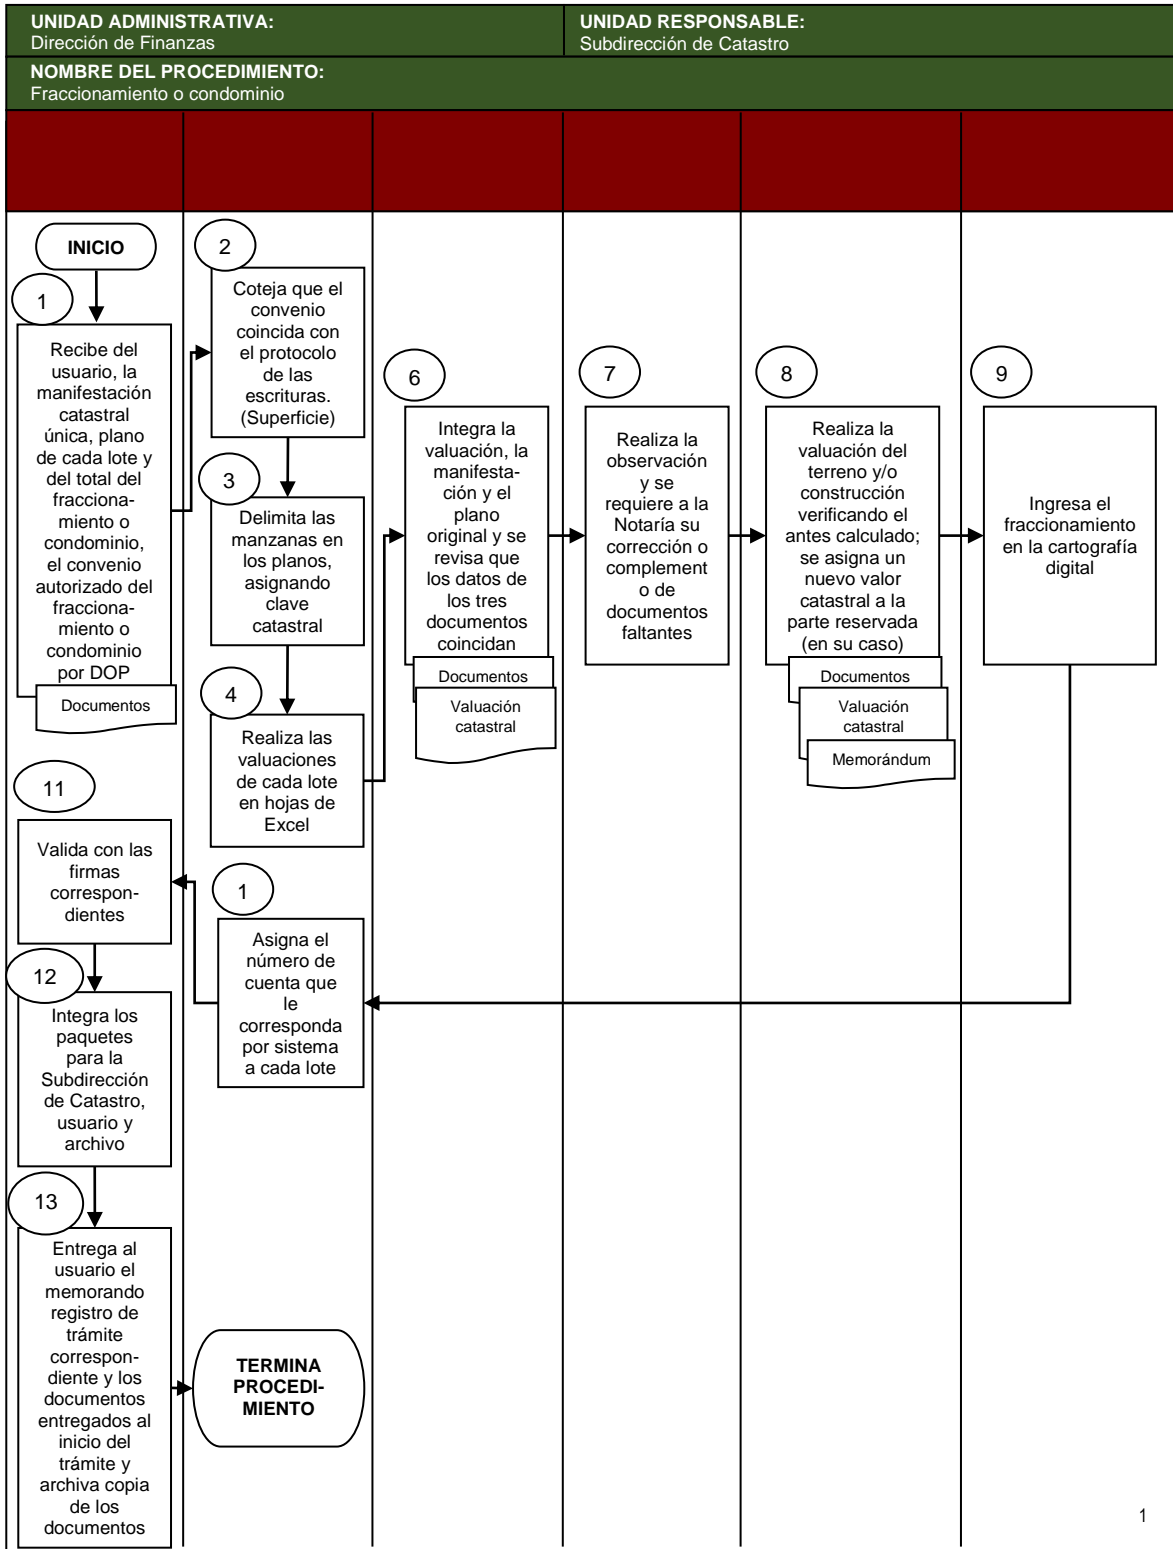 UNIDAD ADMINISTRATIVA:
Dirección de Finanzas
UNIDAD RESPONSABLE:
Subdirección de Catastro
NOMBRE DEL PROCEDIMIENTO:
Fraccionamiento o condominio
INICIO
1
Recibe del
usuario, la
manifestación
catastral
única, plano
de cada lote y
del total del
fracciona-
miento o
condominio,
el convenio
autorizado del
fracciona-
miento o
condominio
por DOP
Documentos
2
Coteja que el
convenio
coincida con
el protocolo
de las
escrituras.
(Superficie)
3
Delimita las
manzanas en
los planos,
asignando
clave
catastral
4
Realiza las
valuaciones
de cada lote
en hojas de
Excel
6
Integra la
valuación, la
manifesta-
ción y el
plano
original y se
revisa que
los datos de
los tres
documentos
coincidan
Documentos
Valuación
catastral
7
Realiza la
observación
y se
requiere a la
Notaría su
corrección o
complement
o de
documentos
faltantes
8
Realiza la
valuación del
terreno y/o
construcción
verificando el
antes calculado;
se asigna un
nuevo valor
catastral a la
parte reservada
(en su caso)
Documentos
Valuación
catastral
Memorándum
9
Ingresa el
fraccionamiento
en la cartografía
digital
1
Asigna el
número de
cuenta que
le
corresponda
por sistema
a cada lote
11
Valida con las
firmas
correspon-
dientes
12
Integra los
paquetes
para la
Subdirección
de Catastro,
usuario y
archivo
13
Entrega al
usuario el
memorando
registro de
trámite
correspon-
diente y los
documentos
entregados al
inicio del
trámite y
archiva copia
de los
documentos
TERMINA
PROCEDI-
MIENTO
1